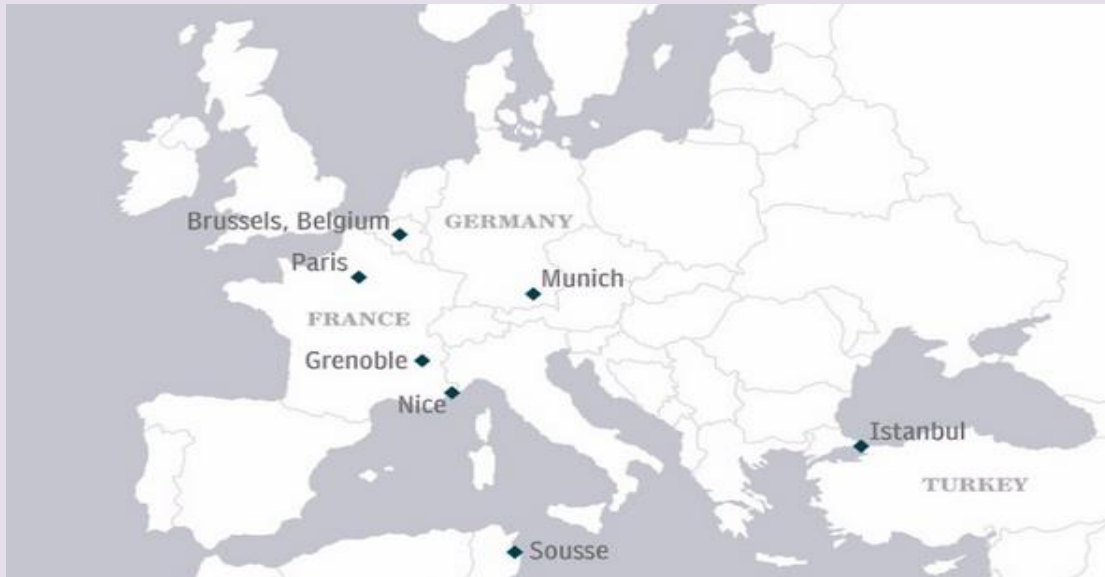 Brussels, Belgium
GERMANY
Paris
Munich
FRANCE
Grenoble
Nice
Istanbul
TURKEY
Sousse